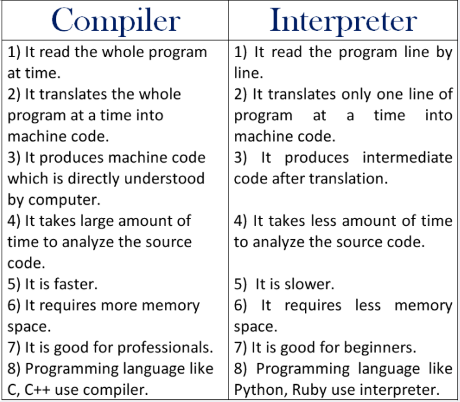 Compiler
1) It read the whole program
at time.
2) It translates the whole
program at a time into
machine code.
3) It produces machine code
which is directly understood
by computer.
4) It takes large amount of
time to analyze the source
code.
5) It is faster.
6) It requires more memory
space.
7) It is good for professionals.
8) Programming language like
C, C++ use compiler.
Interpreter
1) It read the program line by
line.
2) It translates only one line of
program at a time into
machine code.
3) It produces intermediate
code after translation.
4) It takes less amount of time
to analyze the source code.
5) It is slower.
6) It requires less memory
space.
7) It is good for beginners.
8) Programming language like
Python, Ruby use interpreter.